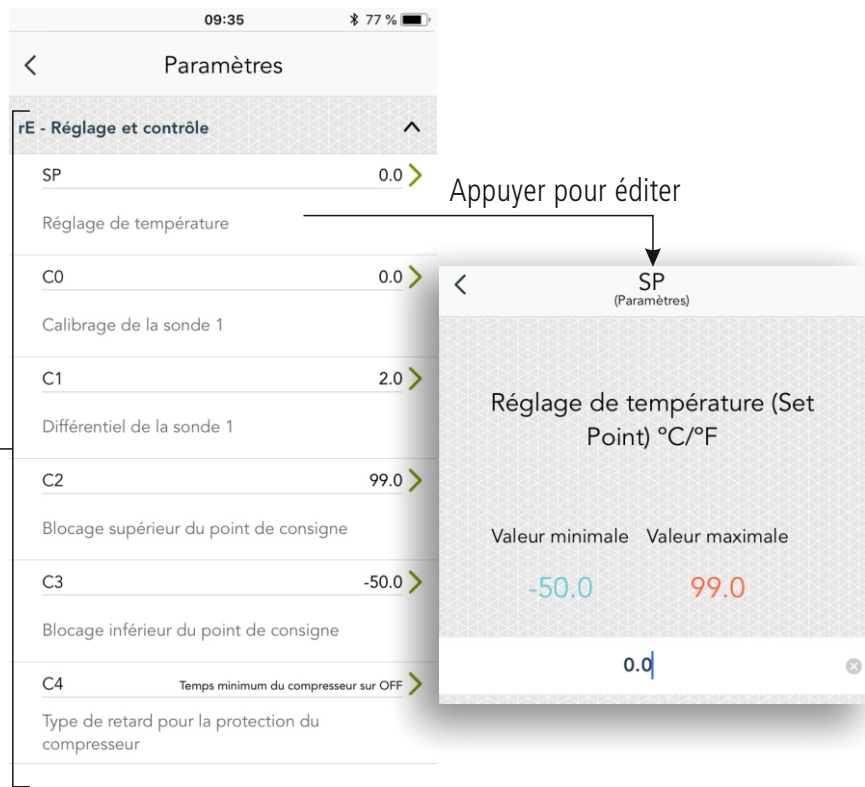 09:35
77 %
Paramètres
rE - Réglage et contrôle
SP 0.0
Réglage de température
C0 0.0
Calibrage de la sonde 1
C1 2.0
Différentiel de la sonde 1
C2 99.0
Blocage supérieur du point de consigne
C3 -50.0
Blocage inférieur du point de consigne
C4 Temps minimum du compresseur sur OFF
Type de retard pour la protection du
compresseur
Appuyer pour éditer
SP
(Paramètres)
Réglage de température (Set
Point) ºC/ºF
Valeur minimale Valeur maximale
-50.0 99.0
0.0